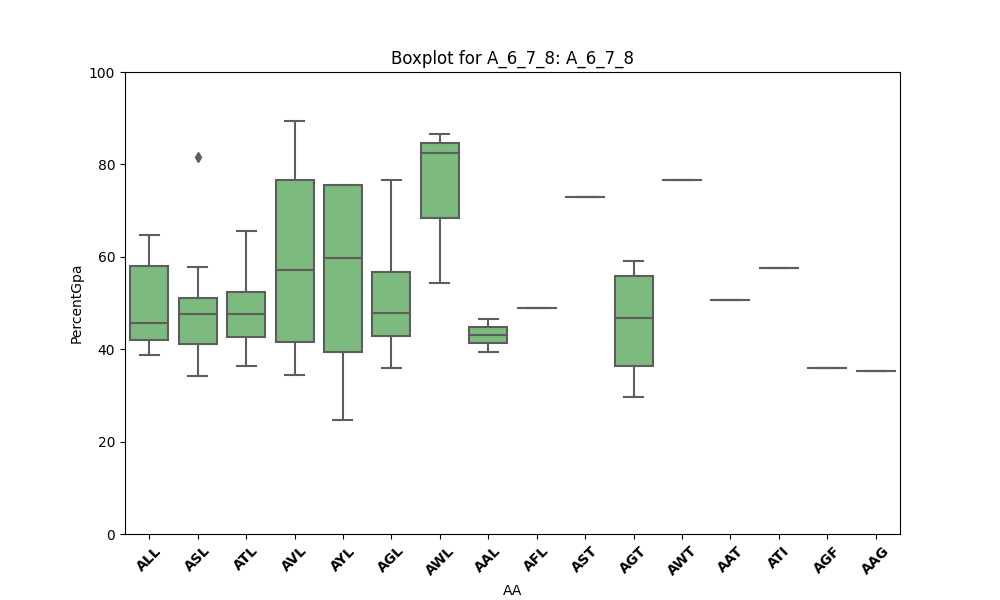 Boxplot for A_6_7_8: A_6_7_8
PercentGpa
100
80
60
40
20
0
ALL ASL ATL AVL AYL AGL AWL AAL AFL AST AGT AWT AAT ATI AGF AAG
AA